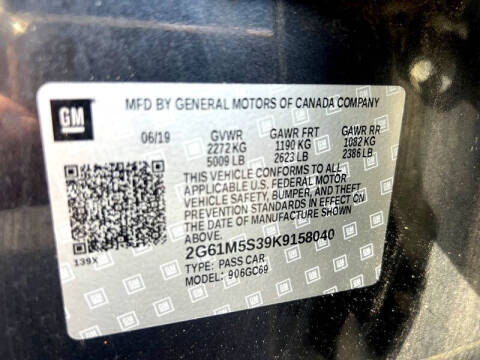 GM
MFD BY GENERAL MOTORS OF CANADA COMPANY
06/19 GVWR GAWR FRT GAWR RR
2272KG 1190 KG 1082 KG
5009 LB 2623 LB 2386 LB
THIS VEHICLE CONFORMS TO ALL
APPLICABLE U.S. FEDERAL MOTOR
VEHICLE SAFETY, BUMPER, AND THEFT
PREVENTION STANDARDS IN EFFECT ON
THE DATE OF MANUFACTURE SHOWN ABOVE.
139X
2G61M5S39K9158040
TYPE: PASS CAR
MODEL: 906GC69